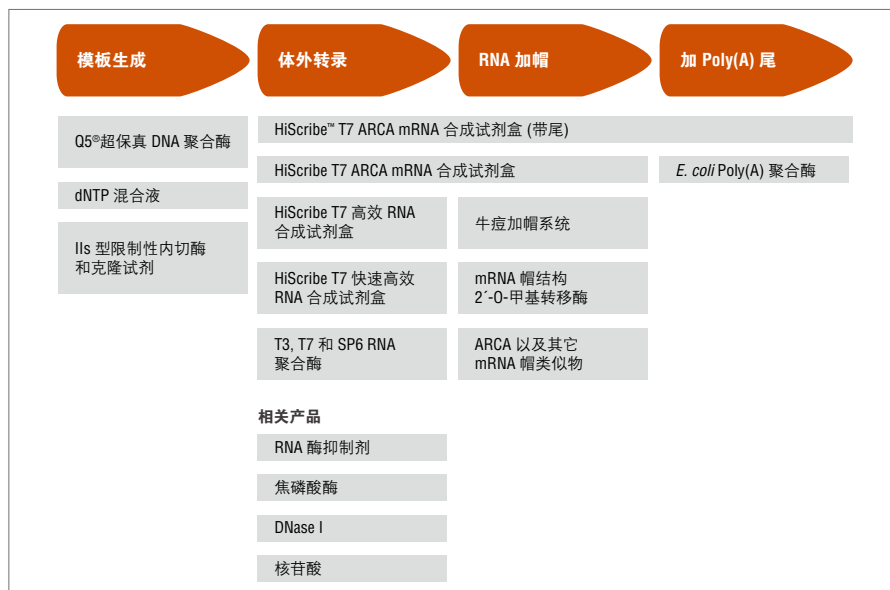 模板生成
体外转录
RNA 加帽
加 Poly(A) 尾
Q5®超保真 DNA 聚合酶
dNTP 混合液
IIs 型限制性内切酶
和克隆试剂
HiScribe™ T7 ARCA mRNA 合成试剂盒 (带尾)
HiScribe T7 ARCA mRNA 合成试剂盒
E. coli Poly(A) 聚合酶
HiScribe T7 高效 RNA
合成试剂盒
牛痘加帽系统
HiScribe T7 快速高效
RNA 合成试剂盒
mRNA 帽结构
2´-O-甲基转移酶
T3, T7 和 SP6 RNA
聚合酶
ARCA 以及其它
mRNA 帽类似物
相关产品
RNA 酶抑制剂
焦磷酸酶
DNase I
核苷酸